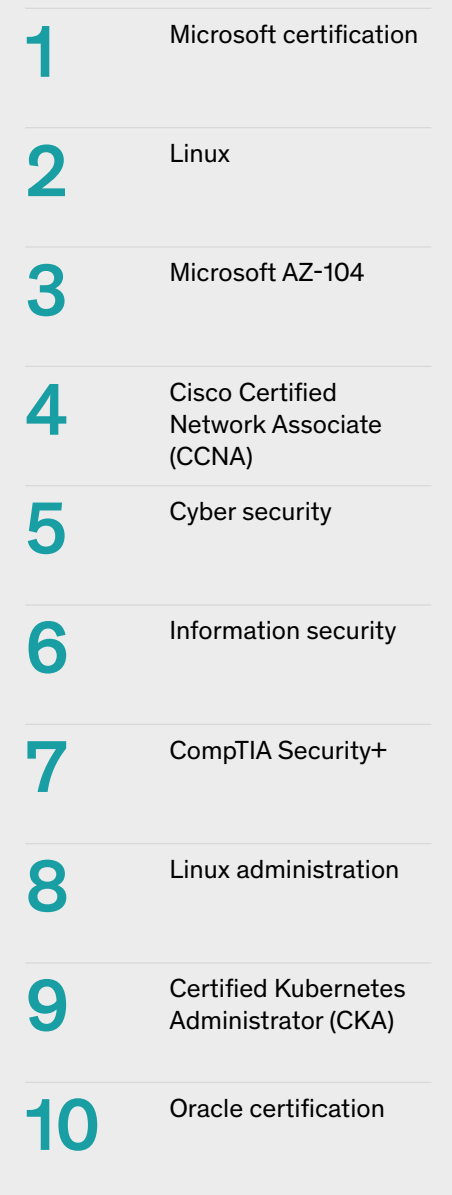 1 Microsoft certification
2 Linux
3 Microsoft AZ-104
4 Cisco Certified
Network Associate
(CCNA)
5 Cyber security
6 Information security
7 CompTIA Security+
8 Linux administration
9 Certified Kubernetes
Administrator (CKA)
10 Oracle certification